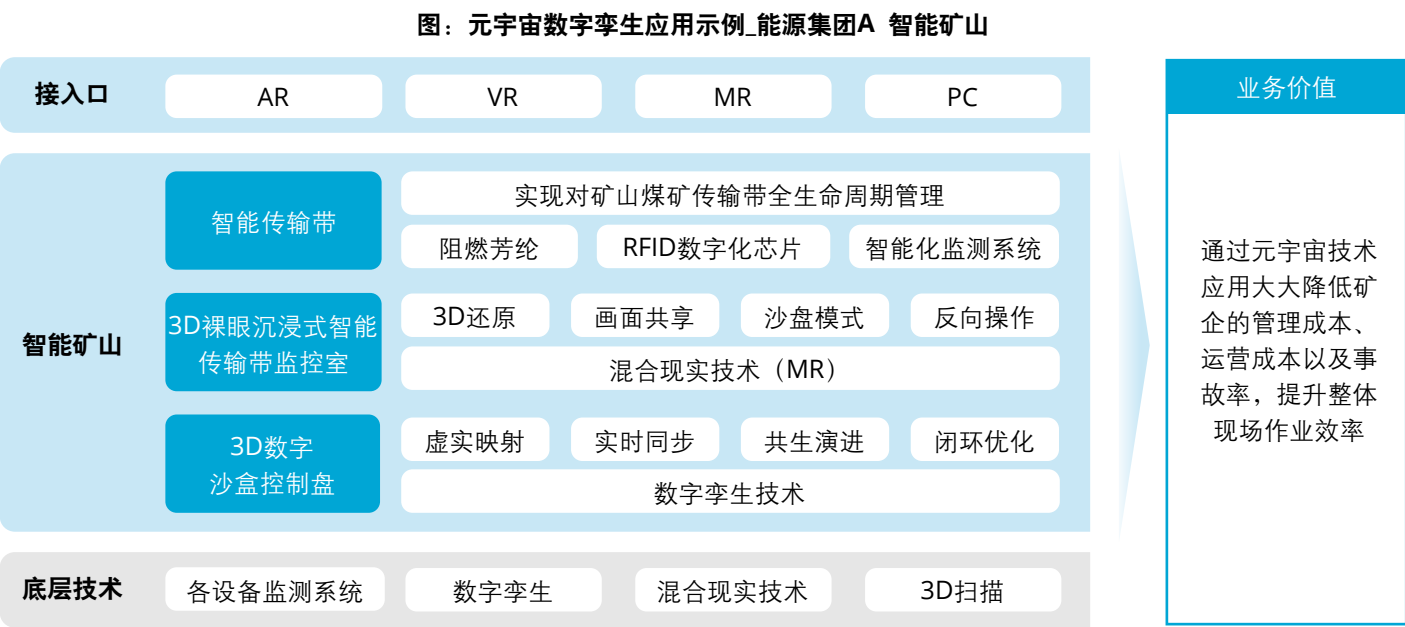 图：元宇宙数字孪生应用示例_能源集团A 智能矿山
接入口
AR
VR
MR
PC
智能矿山
智能传输带
实现对矿山煤矿传输带全生命周期管理
阻燃芳纶
RFID数字化芯片
智能化监测系统
3D裸眼沉浸式智能
传输带监控室
3D还原
画面共享
沙盘模式
反向操作
混合现实技术（MR）
3D数字
沙盒控制盘
虚实映射
实时同步
共生演进
闭环优化
数字孪生技术
底层技术
各设备监测系统
数字孪生
混合现实技术
3D扫描
业务价值
通过元宇宙技术
应用大大降低矿
企的管理成本、
运营成本以及事
故率，提升整体
现场作业效率